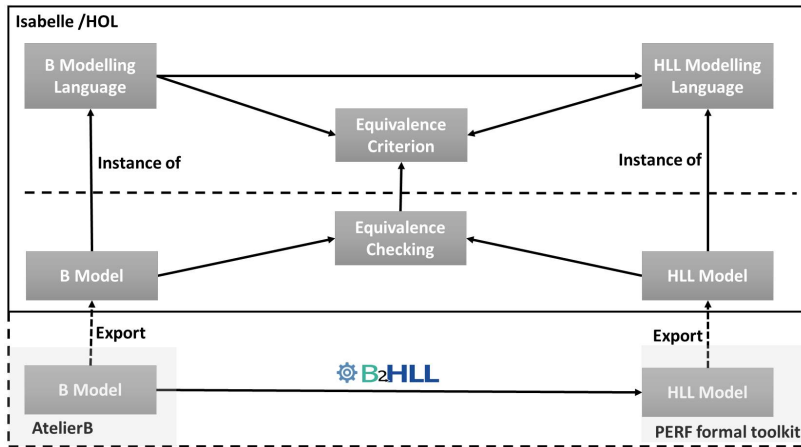 Isabelle /HOL
B Modelling
Language
HLL Modelling
Language
Equivalence
Criterion
Instance of
Instance of
Equivalence
Checking
B Model
HLL Model
Export
Export
B2HLL
B Model
HLL Model
AtelierB
PERF formal toolkit